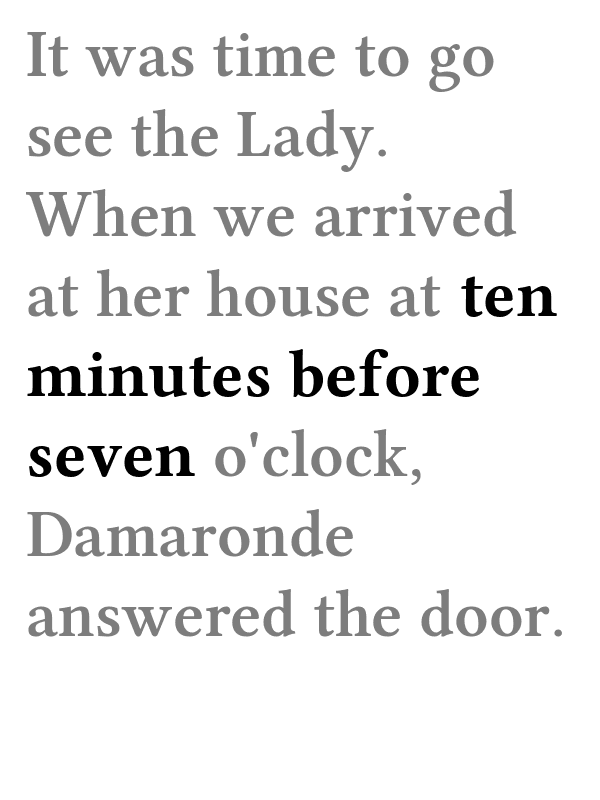 It was time to go
see the Lady.
When we arrived
at her house at ten
minutes before
seven o'clock,
Damaronde
answered the door.